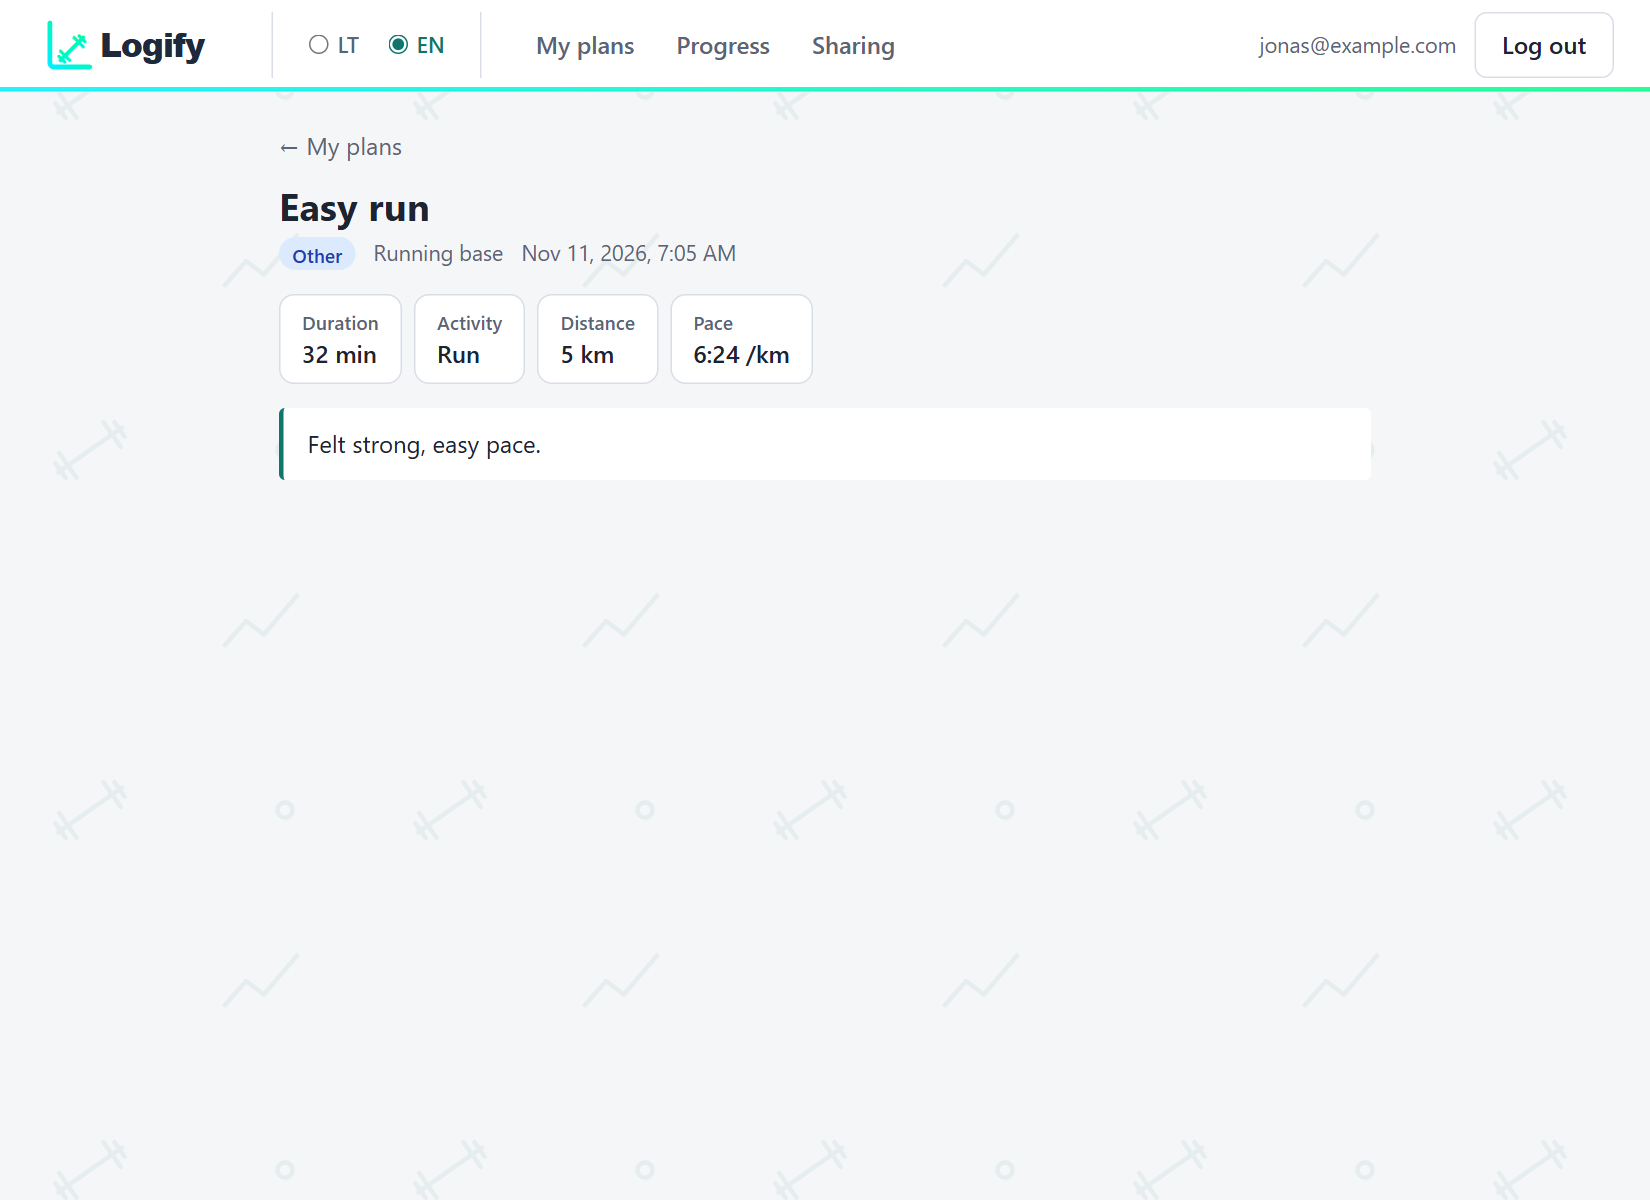 Logify
LT EN
My plans Progress Sharing
jonas@example.com
Log out
← My plans
Easy run
Other Running base Nov 11, 2026, 7:05 AM
Duration
32 min
Activity
Run
Distance
5 km
Pace
6:24 /km
Felt strong, easy pace.